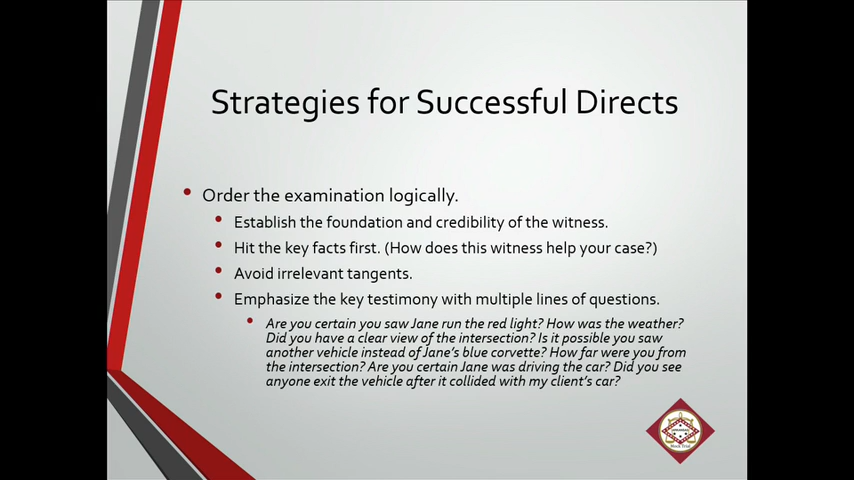 Strategies for Successful Directs
Order the examination logically.
Establish the foundation and credibility of the witness.
Hit the key facts first. (How does this witness help your case?)
Avoid irrelevant tangents.
Emphasize the key testimony with multiple lines of questions.
Are you certain you saw Jane run the red light? How was the weather?
Did you have a clear view of the intersection? Is it possible you saw
another vehicle instead of Jane's blue corvette? How far were you from
the intersection? Are you certain Jane was driving the car? Did you see
anyone exit the vehicle after it collided with my client's car?
ARKANSAS
Mock Trial